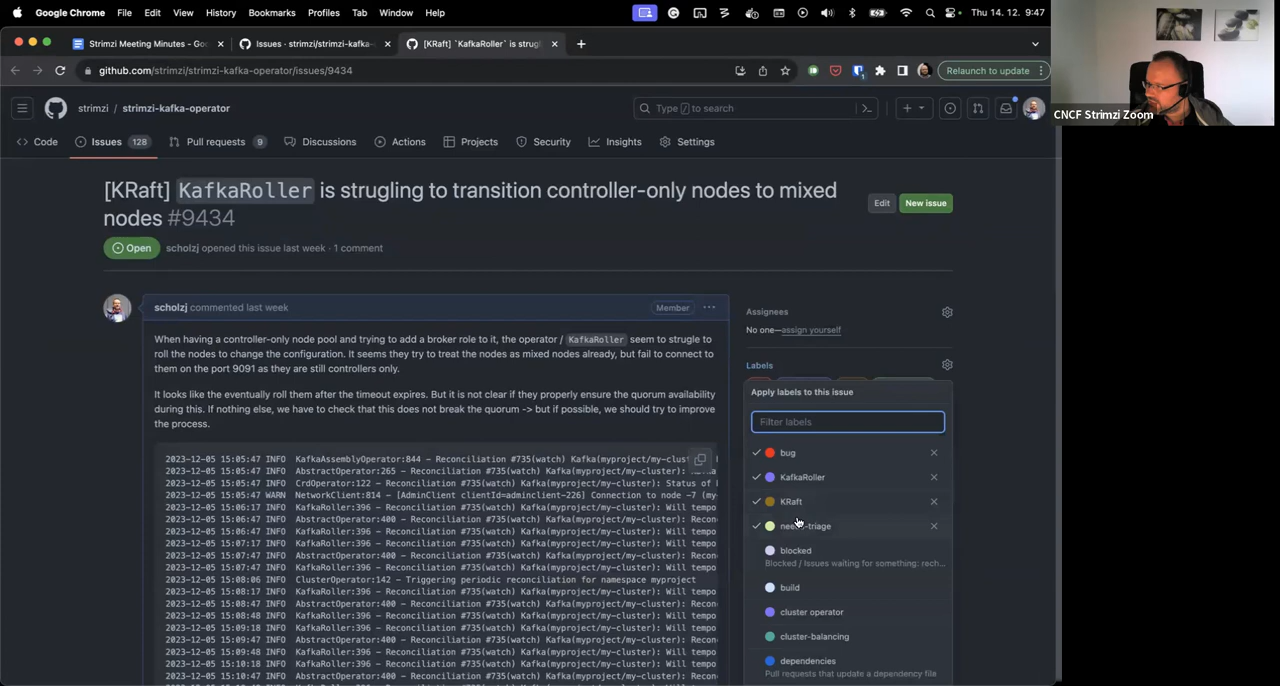 Google Chrome File Edit View History Bookmarks Profiles Tab Window Help Thu 14. 12. 9:47
Strimzi Meeting Minutes - Go Issues · strimzi/strimzi-kafka- [KRaft] `KafkaRoller` is strug
github.com/strimzi/strimzi-kafka-operator/issues/9434 Relaunch to update
CNCF Strimzi Zoom
strimzi / strimzi-kafka-operator Type / to search
Code Issues 128 Pull requests 9 Discussions Actions Projects Security Insights Settings
[KRaft] KafkaRoller is strugling to transition controller-only nodes to mixed
nodes #9434
Edit New issue
Open scholzj opened this issue last week · 1 comment
scholzj commented last week Member ...
When having a controller-only node pool and trying to add a broker role to it, the operator / KafkaRoller seem to strugle to
roll the nodes to change the configuration. It seems they try to treat the nodes as mixed nodes already, but fail to connect to
them on the port 9091 as they are still controllers only.
It looks like the eventually roll them after the timeout expires. But it is not clear if they properly ensure the quorum availability
during this. If nothing else, we have to check that this does not break the quorum -> but if possible, we should try to improve
the process.
2023-12-05 15:05:47 INFO KafkaAssemblyOperator:844 - Reconciliation #735(watch) Kafka(myproject/my-clus
2023-12-05 15:05:47 INFO AbstractOperator:265 - Reconciliation #735(watch) Kafka(myproject/my-cluster):
2023-12-05 15:05:47 INFO CrdOperator:122 - Reconciliation #735(watch) Kafka(myproject/my-cluster): Status of
2023-12-05 15:05:47 WARN NetworkClient:814 - [AdminClient clientId=adminclient-226] Connection to node -7 (my-
2023-12-05 15:06:17 INFO KafkaRoller:396 - Reconciliation #735(watch) Kafka(myproject/my-cluster): Will tempo
2023-12-05 15:06:47 INFO AbstractOperator:400 - Reconciliation #735(watch) Kafka(myproject/my-cluster): Recon
2023-12-05 15:06:47 INFO KafkaRoller:396 - Reconciliation #735(watch) Kafka(myproject/my-cluster): Will tempo
2023-12-05 15:07:17 INFO KafkaRoller:396 - Reconciliation #735(watch) Kafka(myproject/my-cluster): Will tempo
2023-12-05 15:07:47 INFO AbstractOperator:400 - Reconciliation #735(watch) Kafka(myproject/my-cluster): Recon
2023-12-05 15:07:47 INFO KafkaRoller:396 - Reconciliation #735(watch) Kafka(myproject/my-cluster): Will tempo
2023-12-05 15:08:06 INFO ClusterOperator:142 - Triggering periodic reconciliation for namespace myproject
2023-12-05 15:08:17 INFO KafkaRoller:396 - Reconciliation #735(watch) Kafka(myproject/my-cluster): Will tempo
2023-12-05 15:08:47 INFO AbstractOperator:400 - Reconciliation #735(watch) Kafka(myproject/my-cluster): Recon
2023-12-05 15:08:48 INFO KafkaRoller:396 - Reconciliation #735(watch) Kafka(myproject/my-cluster): Will tempo
2023-12-05 15:09:18 INFO KafkaRoller:396 - Reconciliation #735(watch) Kafka(myproject/my-cluster): Will tempo
2023-12-05 15:09:47 INFO AbstractOperator:400 - Reconciliation #735(watch) Kafka(myproject/my-cluster): Recon
2023-12-05 15:09:48 INFO KafkaRoller:396 - Reconciliation #735(watch) Kafka(myproject/my-cluster): Will tempo
2023-12-05 15:10:18 INFO KafkaRoller:396 - Reconciliation #735(watch) Kafka(myproject/my-cluster): Will tempo
2023-12-05 15:10:47 INFO AbstractOperator:400 - Reconciliation #735(watch) Kafka(myproject/my-cluster): Recon
Assignees
No one—assign yourself
Labels
Apply labels to this issue
Filter labels
bug
KafkaRoller
KRaft
needs-triage
blocked
Blocked / Issues waiting for something: rech...
build
cluster operator
cluster-balancing
dependencies
Pull requests that update a dependency file